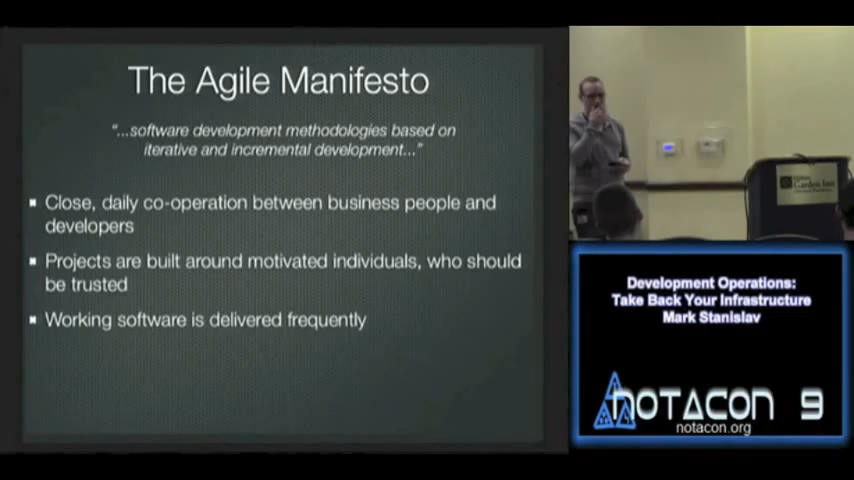 The Agile Manifesto
"...software development methodologies based on
iterative and incremental development..."
Close, daily co-operation between business people and
developers
Projects are built around motivated individuals, who should
be trusted
Working software is delivered frequently
Garden Inn
Development Operations:
Take Back Your Infrastructure
Mark Stanislav
NOTACON 9
notacon.org